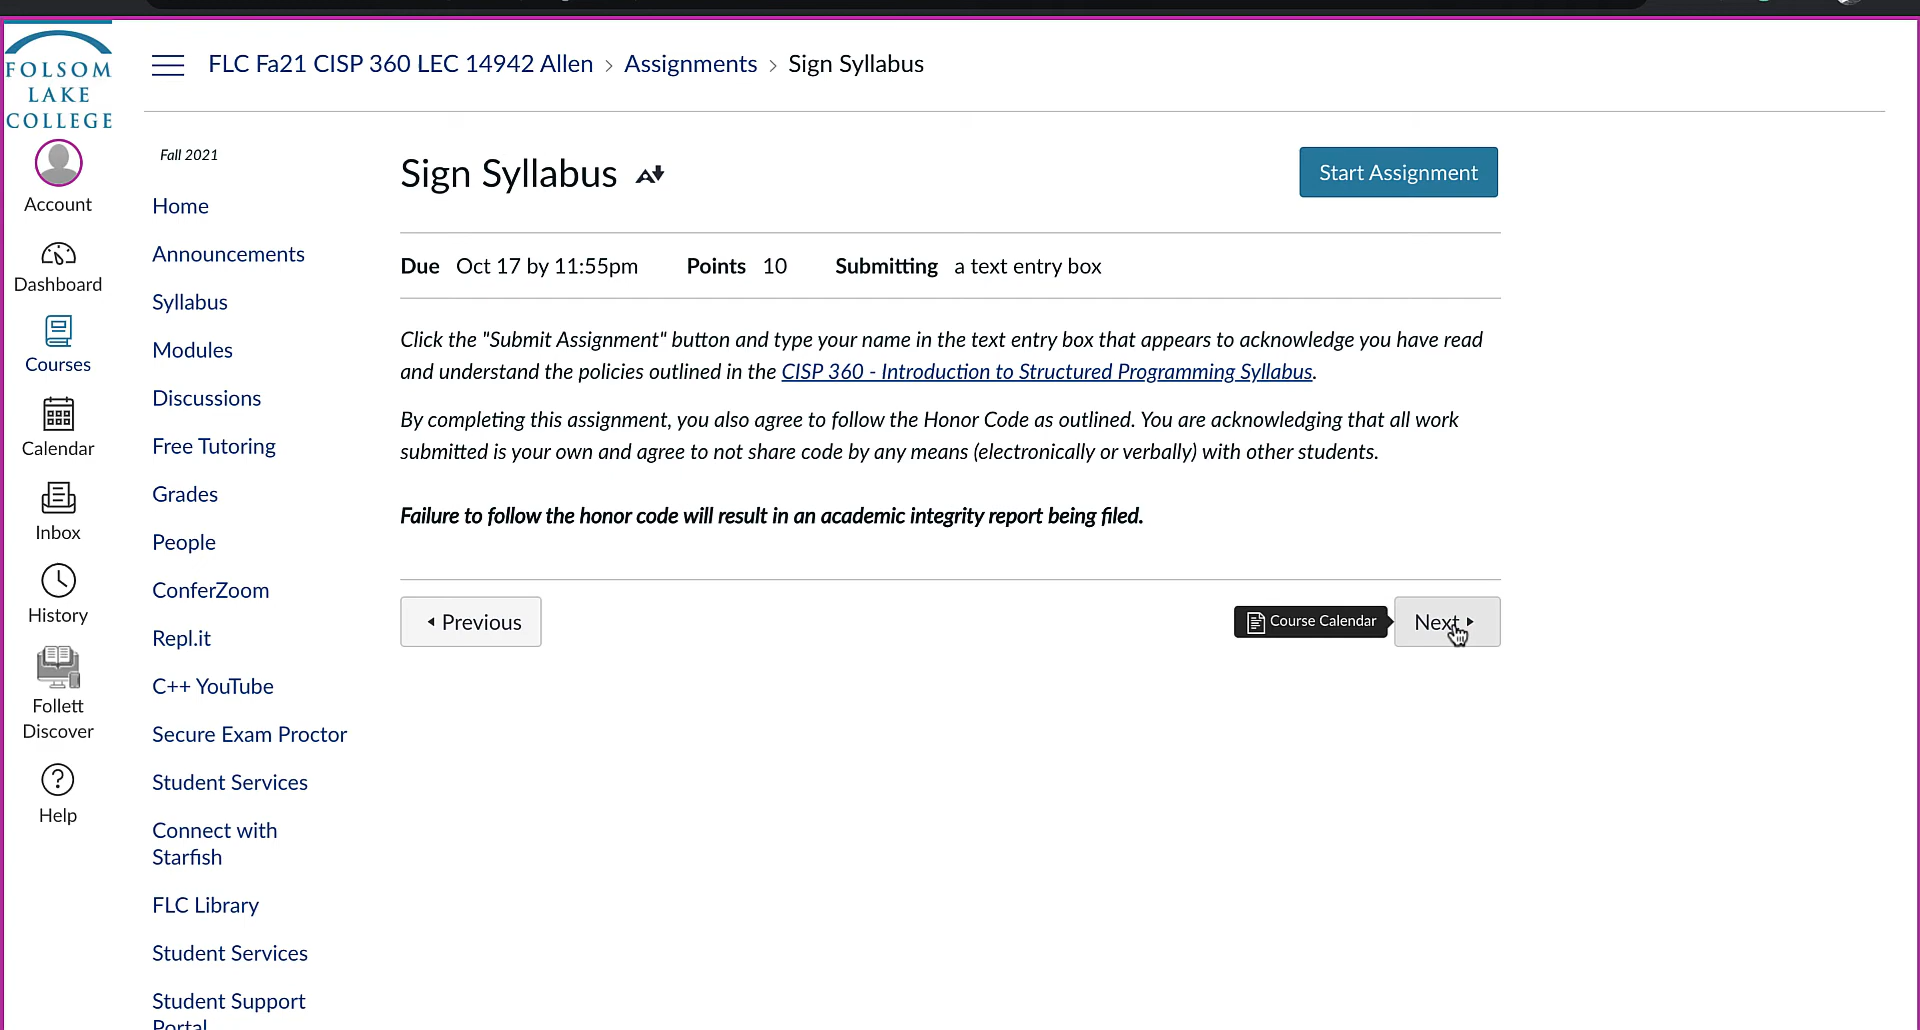 FOLSOM
LAKE
COLLEGE
Account
Dashboard
Courses
Calendar
Inbox
History
Follett
Discover
Help
FLC Fa21 CISP 360 LEC 14942 Allen › Assignments › Sign Syllabus
Fall 2021
Home
Announcements
Syllabus
Modules
Discussions
Free Tutoring
Grades
People
ConferZoom
Repl.it
C++ YouTube
Secure Exam Proctor
Student Services
Connect with
Starfish
FLC Library
Student Services
Student Support
Portal
Sign Syllabus
Start Assignment
Due Oct 17 by 11:55pm Points 10 Submitting a text entry box
Click the "Submit Assignment" button and type your name in the text entry box that appears to acknowledge you have read
and understand the policies outlined in the CISP 360 - Introduction to Structured Programming Syllabus.
By completing this assignment, you also agree to follow the Honor Code as outlined. You are acknowledging that all work
submitted is your own and agree to not share code by any means (electronically or verbally) with other students.
Failure to follow the honor code will result in an academic integrity report being filed.
Previous
Course Calendar
Next